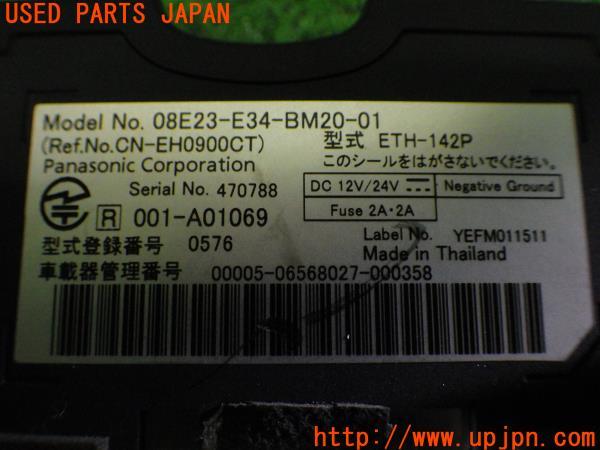 USED PARTS JAPAN
Model No. 08E23-E34-BM20-01
(Ref.No.CN-EH0900CT) 型式 ETH-142P
Panasonic Corporation このシールをはがさないでください。
Serial No. 470788 DC 12V/24V Negative Ground
R 001-A01069 Fuse 2A・2A
型式登録番号 0576 Label No. YEFM011511
Made in Thailand
車載器管理番号 00005-06568027-000358
UPJ
http://www.upjpn.com/